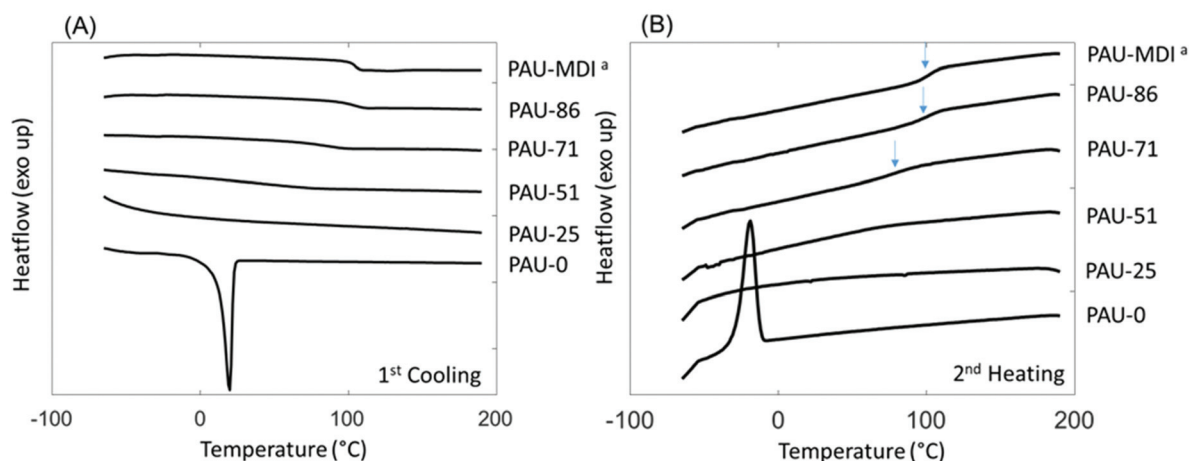 (A)
Heatflow (exo up)
PAU-MDI ᵃ
PAU-86
PAU-71
PAU-51
PAU-25
PAU-0
1ˢᵗ Cooling
-100 0 100 200
Temperature (°C)
(B)
Heatflow (exo up)
PAU-MDI ᵃ
PAU-86
PAU-71
PAU-51
PAU-25
PAU-0
2ⁿᵈ Heating
-100 0 100 200
Temperature (°C)